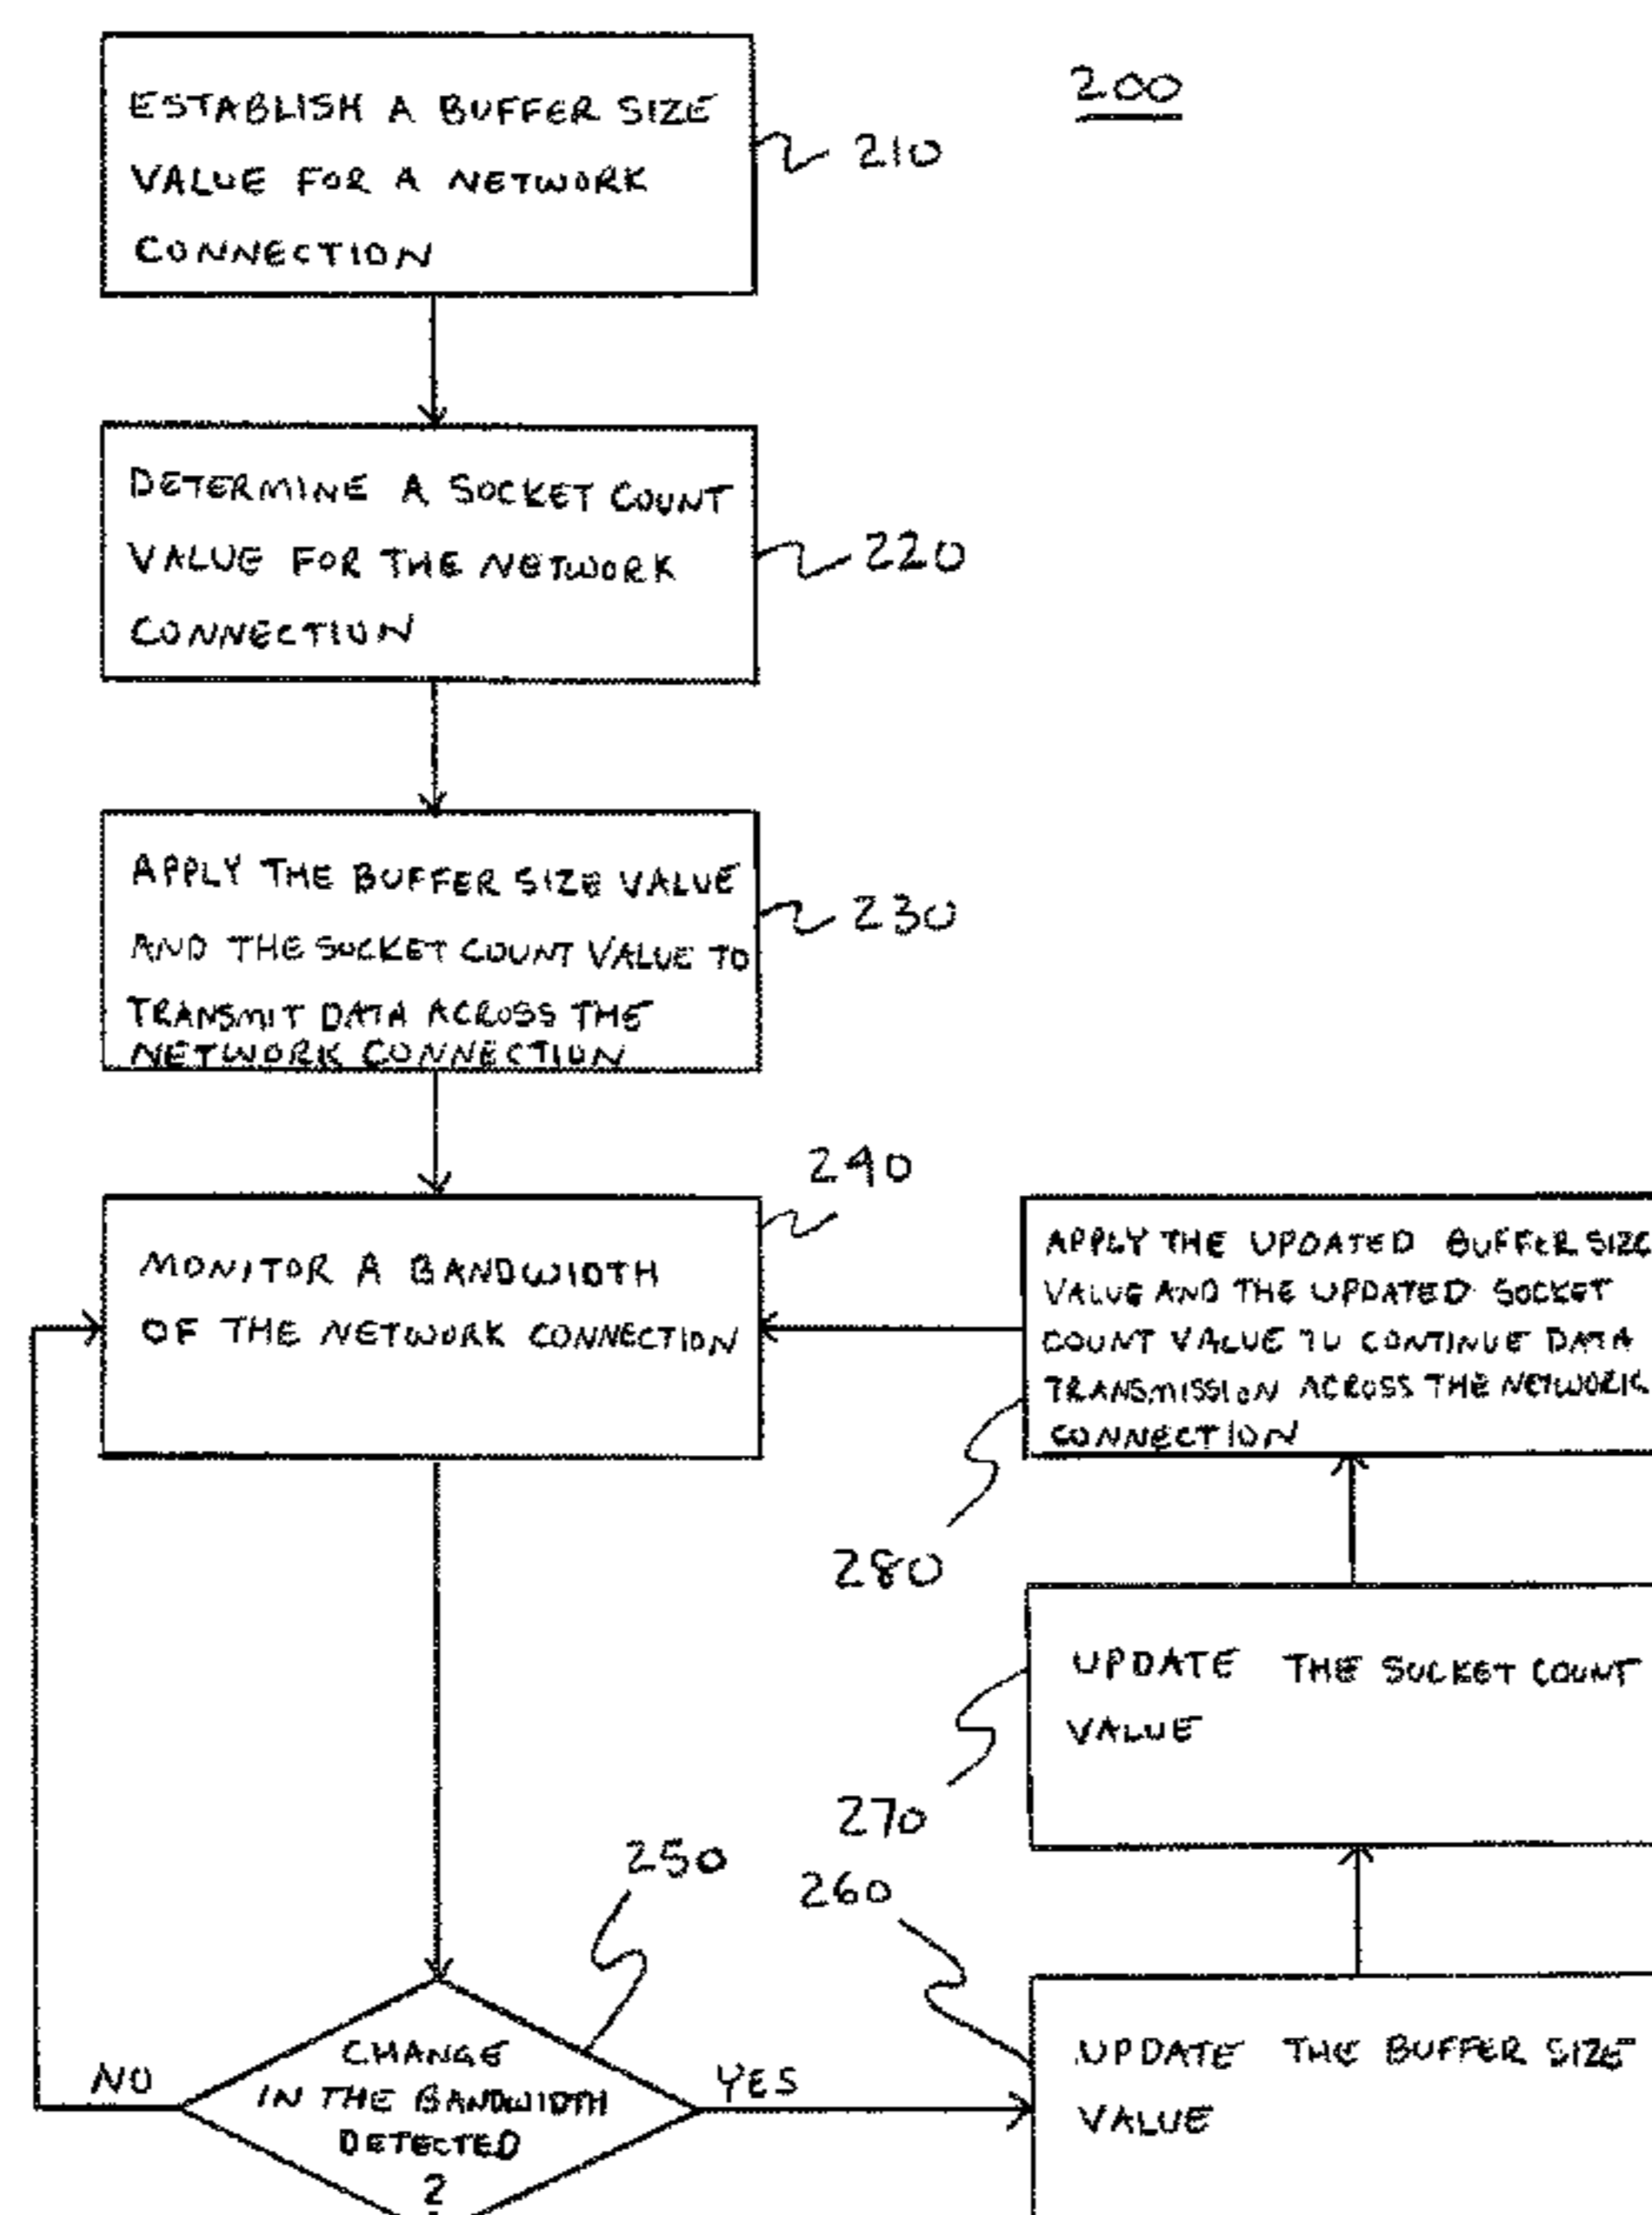 200
ESTABLISH A BUFFER SIZE
VALUE FOR A NETWORK
CONNECTION
210
DETERMINE A SOCKET COUNT
VALUE FOR THE NETWORK
CONNECTION
220
APPLY THE BUFFER SIZE VALUE
AND THE SOCKET COUNT VALUE TO
TRANSMIT DATA ACROSS THE
NETWORK CONNECTION
230
240
MONITOR A BANDWIDTH
OF THE NETWORK CONNECTION
APPLY THE UPDATED BUFFER SIZE
VALUE AND THE UPDATED SOCKET
COUNT VALUE TO CONTINUE DATA
TRANSMISSION ACROSS THE NETWORK
CONNECTION
280
UPDATE THE SOCKET COUNT
VALUE
270
250
260
CHANGE
IN THE BANDWIDTH
DETECTED
?
NO
YES
UPDATE THE BUFFER SIZE
VALUE